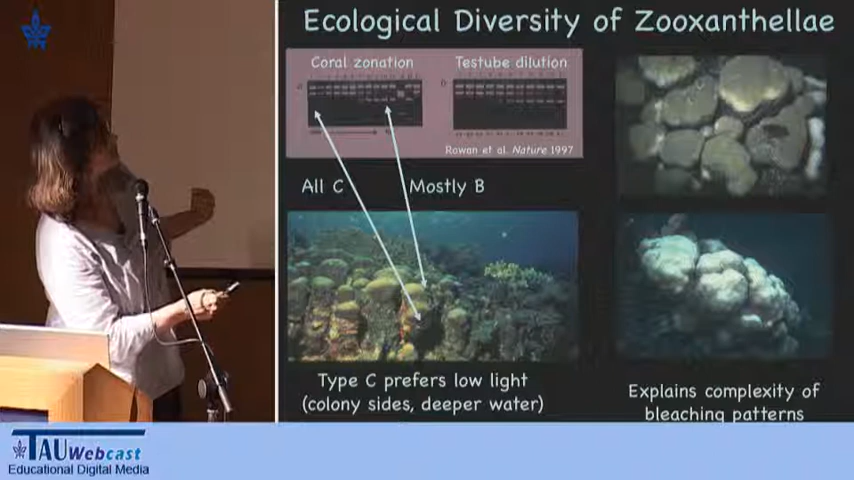 Ecological Diversity of Zooxanthellae
Coral zonation
Testube dilution
a
b
Rowan et al. Nature 1997
All C
Mostly B
Type C prefers low light
(colony sides, deeper water)
Explains complexity of
bleaching patterns
TAUWebcast
Educational Digital Media